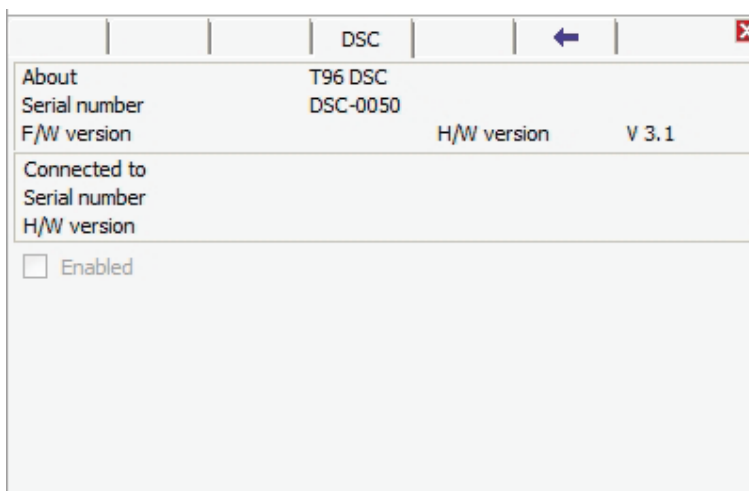 DSC
About T96 DSC
Serial number DSC-0050
F/W version H/W version V 3.1
Connected to
Serial number
H/W version
Enabled